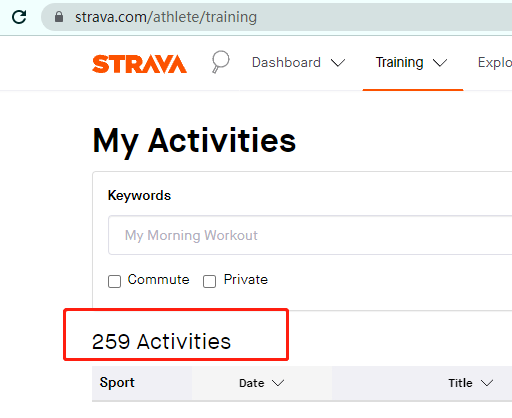 strava.com/athlete/training
STRAVA Dashboard Training Explo
My Activities
Keywords
My Morning Workout
Commute Private
259 Activities
Sport Date Title